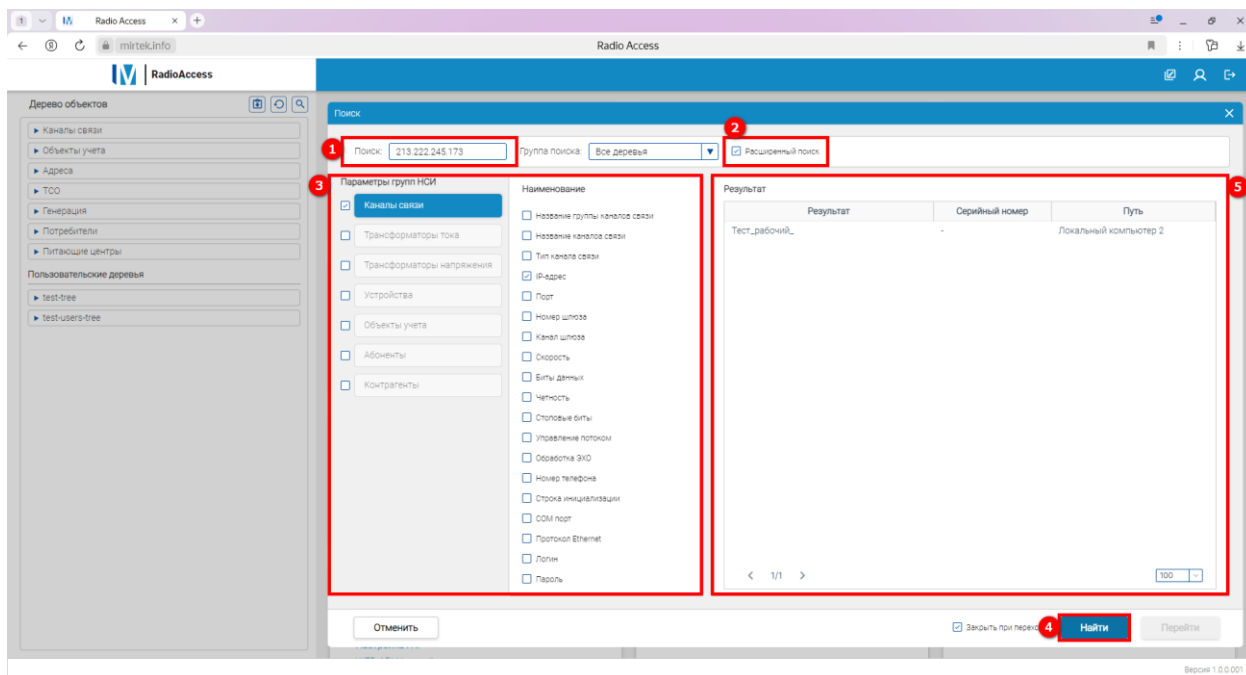 1
Radio Access
mirtek.info
Radio Access
RadioAccess
Дерево объектов
Каналы связи
Объекты учета
Адреса
ТСО
Генерация
Потребители
Питающие центры
Пользовательские деревья
test-tree
test-users-tree
Поиск
1
Поиск:
213.222.245.173
Группа поиска:
Все деревья
2
Расширенный поиск
3
Параметры групп НСИ
Каналы связи
Трансформаторы тока
Трансформаторы напряжения
Устройства
Объекты учета
Абоненты
Контрагенты
Наименование
Название группы каналов связи
Название каналов связи
Тип канала связи
IP-адрес
Порт
Номер шлюза
Канал шлюза
Скорость
Биты данных
Четность
Стоповые биты
Управление потоком
Обработка ЭХО
Номер телефона
Строка инициализации
COM порт
Протокол Ethernet
Логин
Пароль
5
Результат
Результат Серийный номер Путь
Тест_рабочий_ - Локальный компьютер 2
1/1
100
Отменить
Закрыть при перехо
4
Найти
Перейти
Версия 1.0.0.001